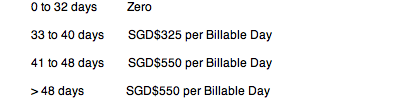 0 to 32 days Zero
33 to 40 days SGD$325 per Billable Day
41 to 48 days SGD$550 per Billable Day
> 48 days SGD$550 per Billable Day